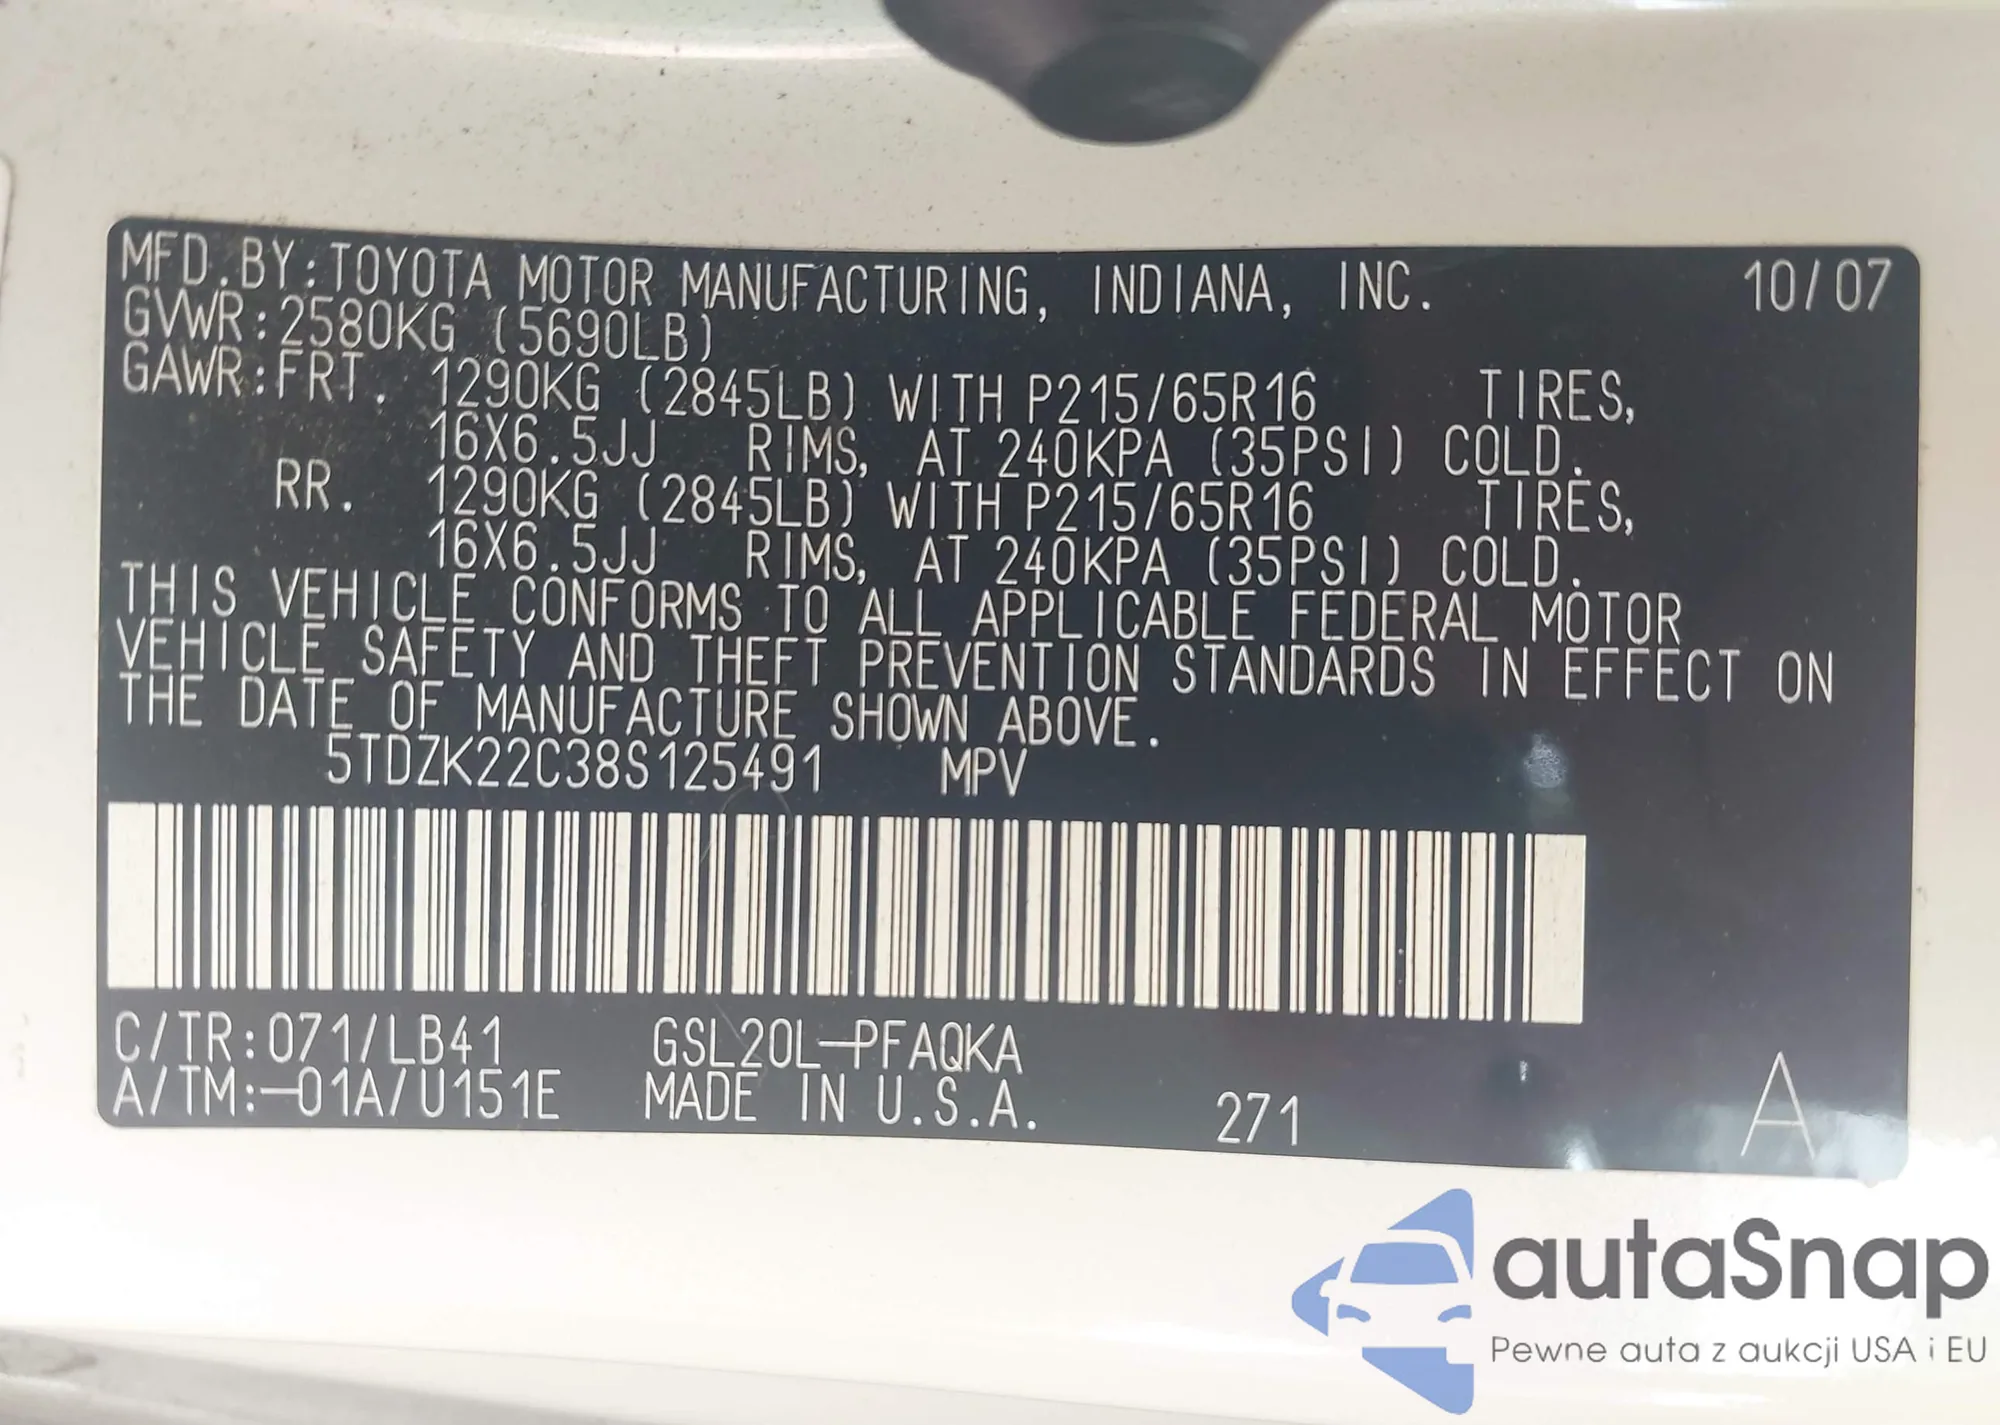 MFD.BY:TOYOTA MOTOR MANUFACTURING, INDIANA, INC. 10/07
GVWR:2580KG (5690LB)
GAWR:FRT. 1290KG (2845LB) WITH P215/65R16 TIRES,
16X6.5JJ RIMS, AT 240KPA (35PSI) COLD.
RR. 1290KG (2845LB) WITH P215/65R16 TIRES,
16X6.5JJ RIMS, AT 240KPA (35PSI) COLD.
THIS VEHICLE CONFORMS TO ALL APPLICABLE FEDERAL MOTOR
VEHICLE SAFETY AND THEFT PREVENTION STANDARDS IN EFFECT ON
THE DATE OF MANUFACTURE SHOWN ABOVE.
5TDZK22C38S125491 MPV
C/TR:071/LB41 GSL20L-PFAQKA
A/TM:-01A/U151E MADE IN U.S.A. 271 A
autaSnap
Pewne auta z aukcji USA i EU